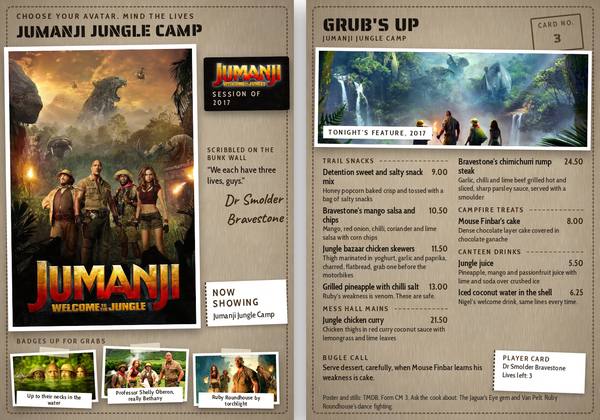 CHOOSE YOUR AVATAR. MIND THE LIVES
JUMANJI JUNGLE CAMP
JUMANJI
WELCOME TO THE JUNGLE
JUMANJI
WELCOME TO THE JUNGLE
SESSION OF
2017
SCRIBBLED ON THE
BUNK WALL
"We each have three
lives, guys."
Dr Smolder
Bravestone
NOW
SHOWING
Jumanji Jungle Camp
BADGES UP FOR GRABS
Up to their necks in the
water
Professor Shelly Oberon,
really Bethany
Ruby Roundhouse by
torchlight
GRUB'S UP
JUMANJI JUNGLE CAMP
CARD NO.
3
TONIGHT'S FEATURE, 2017
TRAIL SNACKS
Detention sweet and salty snack 9.00
mix
Honey popcorn baked crisp and tossed with a
bag of salty snacks
Bravestone's mango salsa and 10.50
chips
Mango, red onion, chilli, coriander and lime
salsa with corn chips
Jungle bazaar chicken skewers 11.50
Thigh marinated in yoghurt, garlic and paprika,
charred, flatbread, grab one before the
motorbikes
Grilled pineapple with chilli salt 13.00
Ruby's weakness is venom. These are safe.
MESS HALL MAINS
Jungle chicken curry 21.50
Chicken thighs in red curry coconut sauce with
lemongrass and lime leaves
Bravestone's chimichurri rump 24.50
steak
Garlic, chilli and lime beef grilled hot and
sliced, sharp parsley sauce, served with a
smoulder
CAMPFIRE TREATS
Mouse Finbar's cake 8.00
Dense chocolate layer cake covered in
chocolate ganache
CANTEEN DRINKS
Jungle juice 5.50
Pineapple, mango and passionfruit juice with
lime and soda over crushed ice
Iced coconut water in the shell 6.25
Nigel's welcome drink, same lines every time.
BUGLE CALL
Serve dessert, carefully, when Mouse Finbar learns his
weakness is cake.
PLAYER CARD
Dr Smolder Bravestone
Lives left: 3
Poster and stills: TMDB. Form CM 3. Ask the cook about: The Jaguar's Eye gem and Van Pelt. Ruby
Roundhouse's dance fighting.